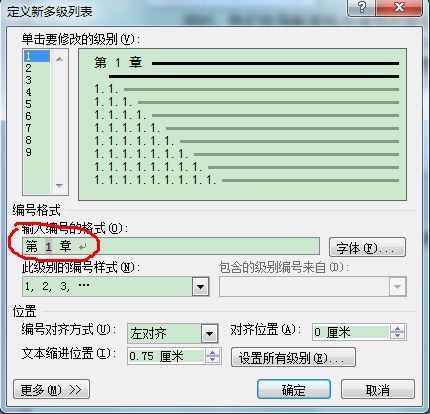 定义新多级列表
单击要修改的级别(V):
1
2
3
4
5
6
7
8
9
第 1 章
1.1.
1.1.1.
1.1.1.1.
1.1.1.1.1.
1.1.1.1.1.1.
1.1.1.1.1.1.1.
1.1.1.1.1.1.1.1.
1.1.1.1.1.1.1.1.1.
编号格式
输入编号的格式(O):
第 1 章
字体(F)...
此级别的编号样式(N):
包含的级别编号来自(D):
1, 2, 3, …
位置
编号对齐方式(U):
左对齐
对齐位置(A):
0 厘米
文本缩进位置(I):
0.75 厘米
设置所有级别(E)...
更多(M) >>
确定
取消